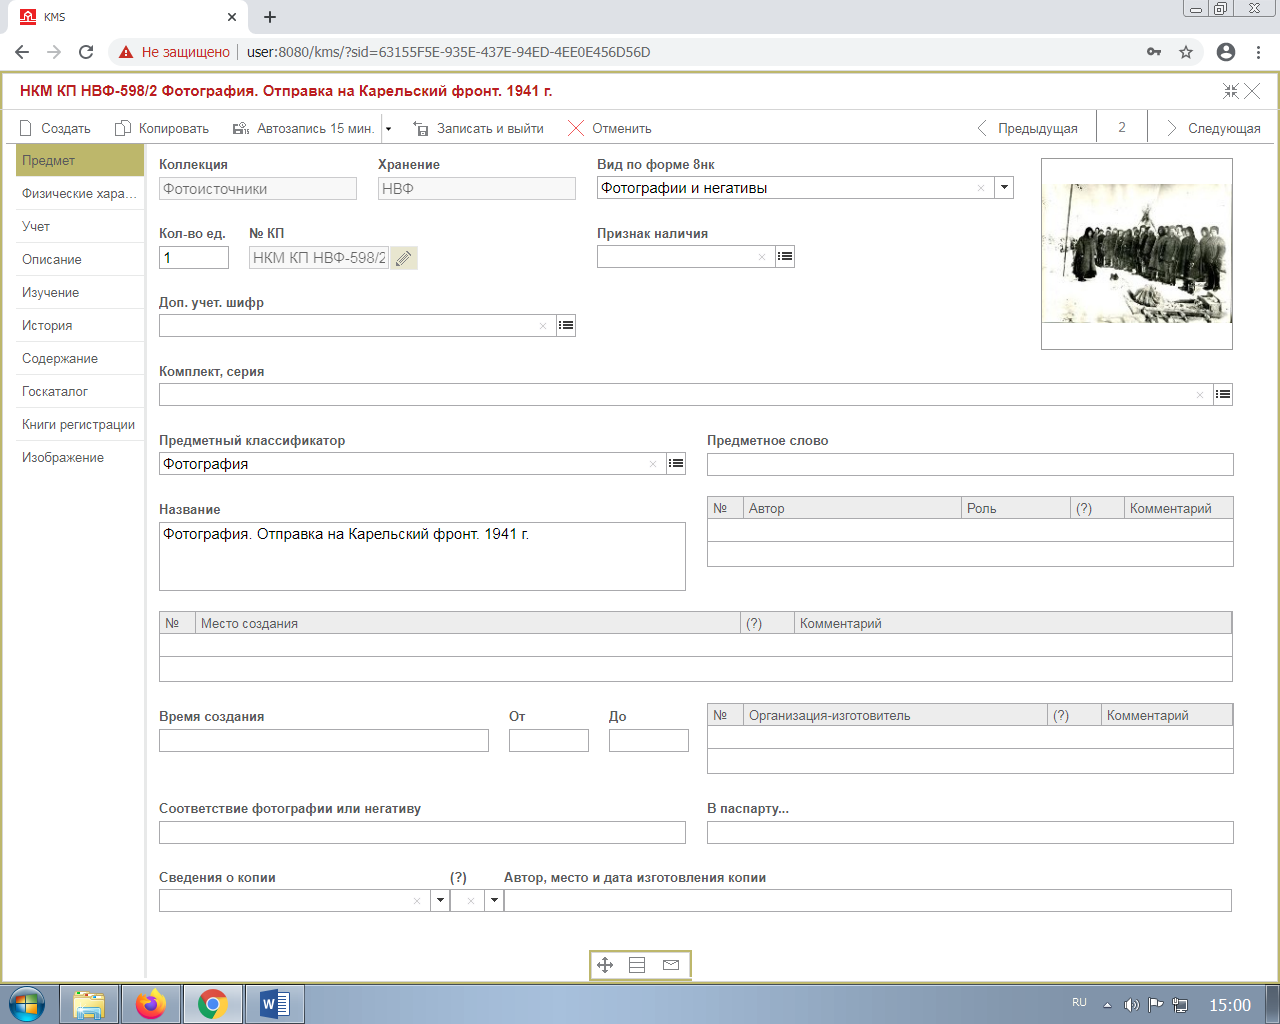 KMS
Не защищено
user:8080/kms/?sid=63155F5E-935E-437E-94ED-4EE0E456D56D
НКМ КП НВФ-598/2 Фотография. Отправка на Карельский фронт. 1941 г.
Создать
Копировать
Автозапись 15 мин.
Записать и выйти
Отменить
Предыдущая
2
Следующая
Предмет
Физические хара...
Учет
Описание
Изучение
История
Содержание
Госкаталог
Книги регистрации
Изображение
Коллекция
Хранение
Вид по форме 8нк
Фотоисточники
НВФ
Фотографии и негативы
Кол-во ед.
№ КП
Признак наличия
1
НКМ КП НВФ-598/2
Доп. учет. шифр
Комплект, серия
Предметный классификатор
Предметное слово
Фотография
Название
№ Автор Роль (?) Комментарий
Фотография. Отправка на Карельский фронт. 1941 г.
№ Место создания (?) Комментарий
Время создания
От
До
№ Организация-изготовитель (?) Комментарий
Соответствие фотографии или негативу
В паспарту...
Сведения о копии
(?)
Автор, место и дата изготовления копии
RU
15:00